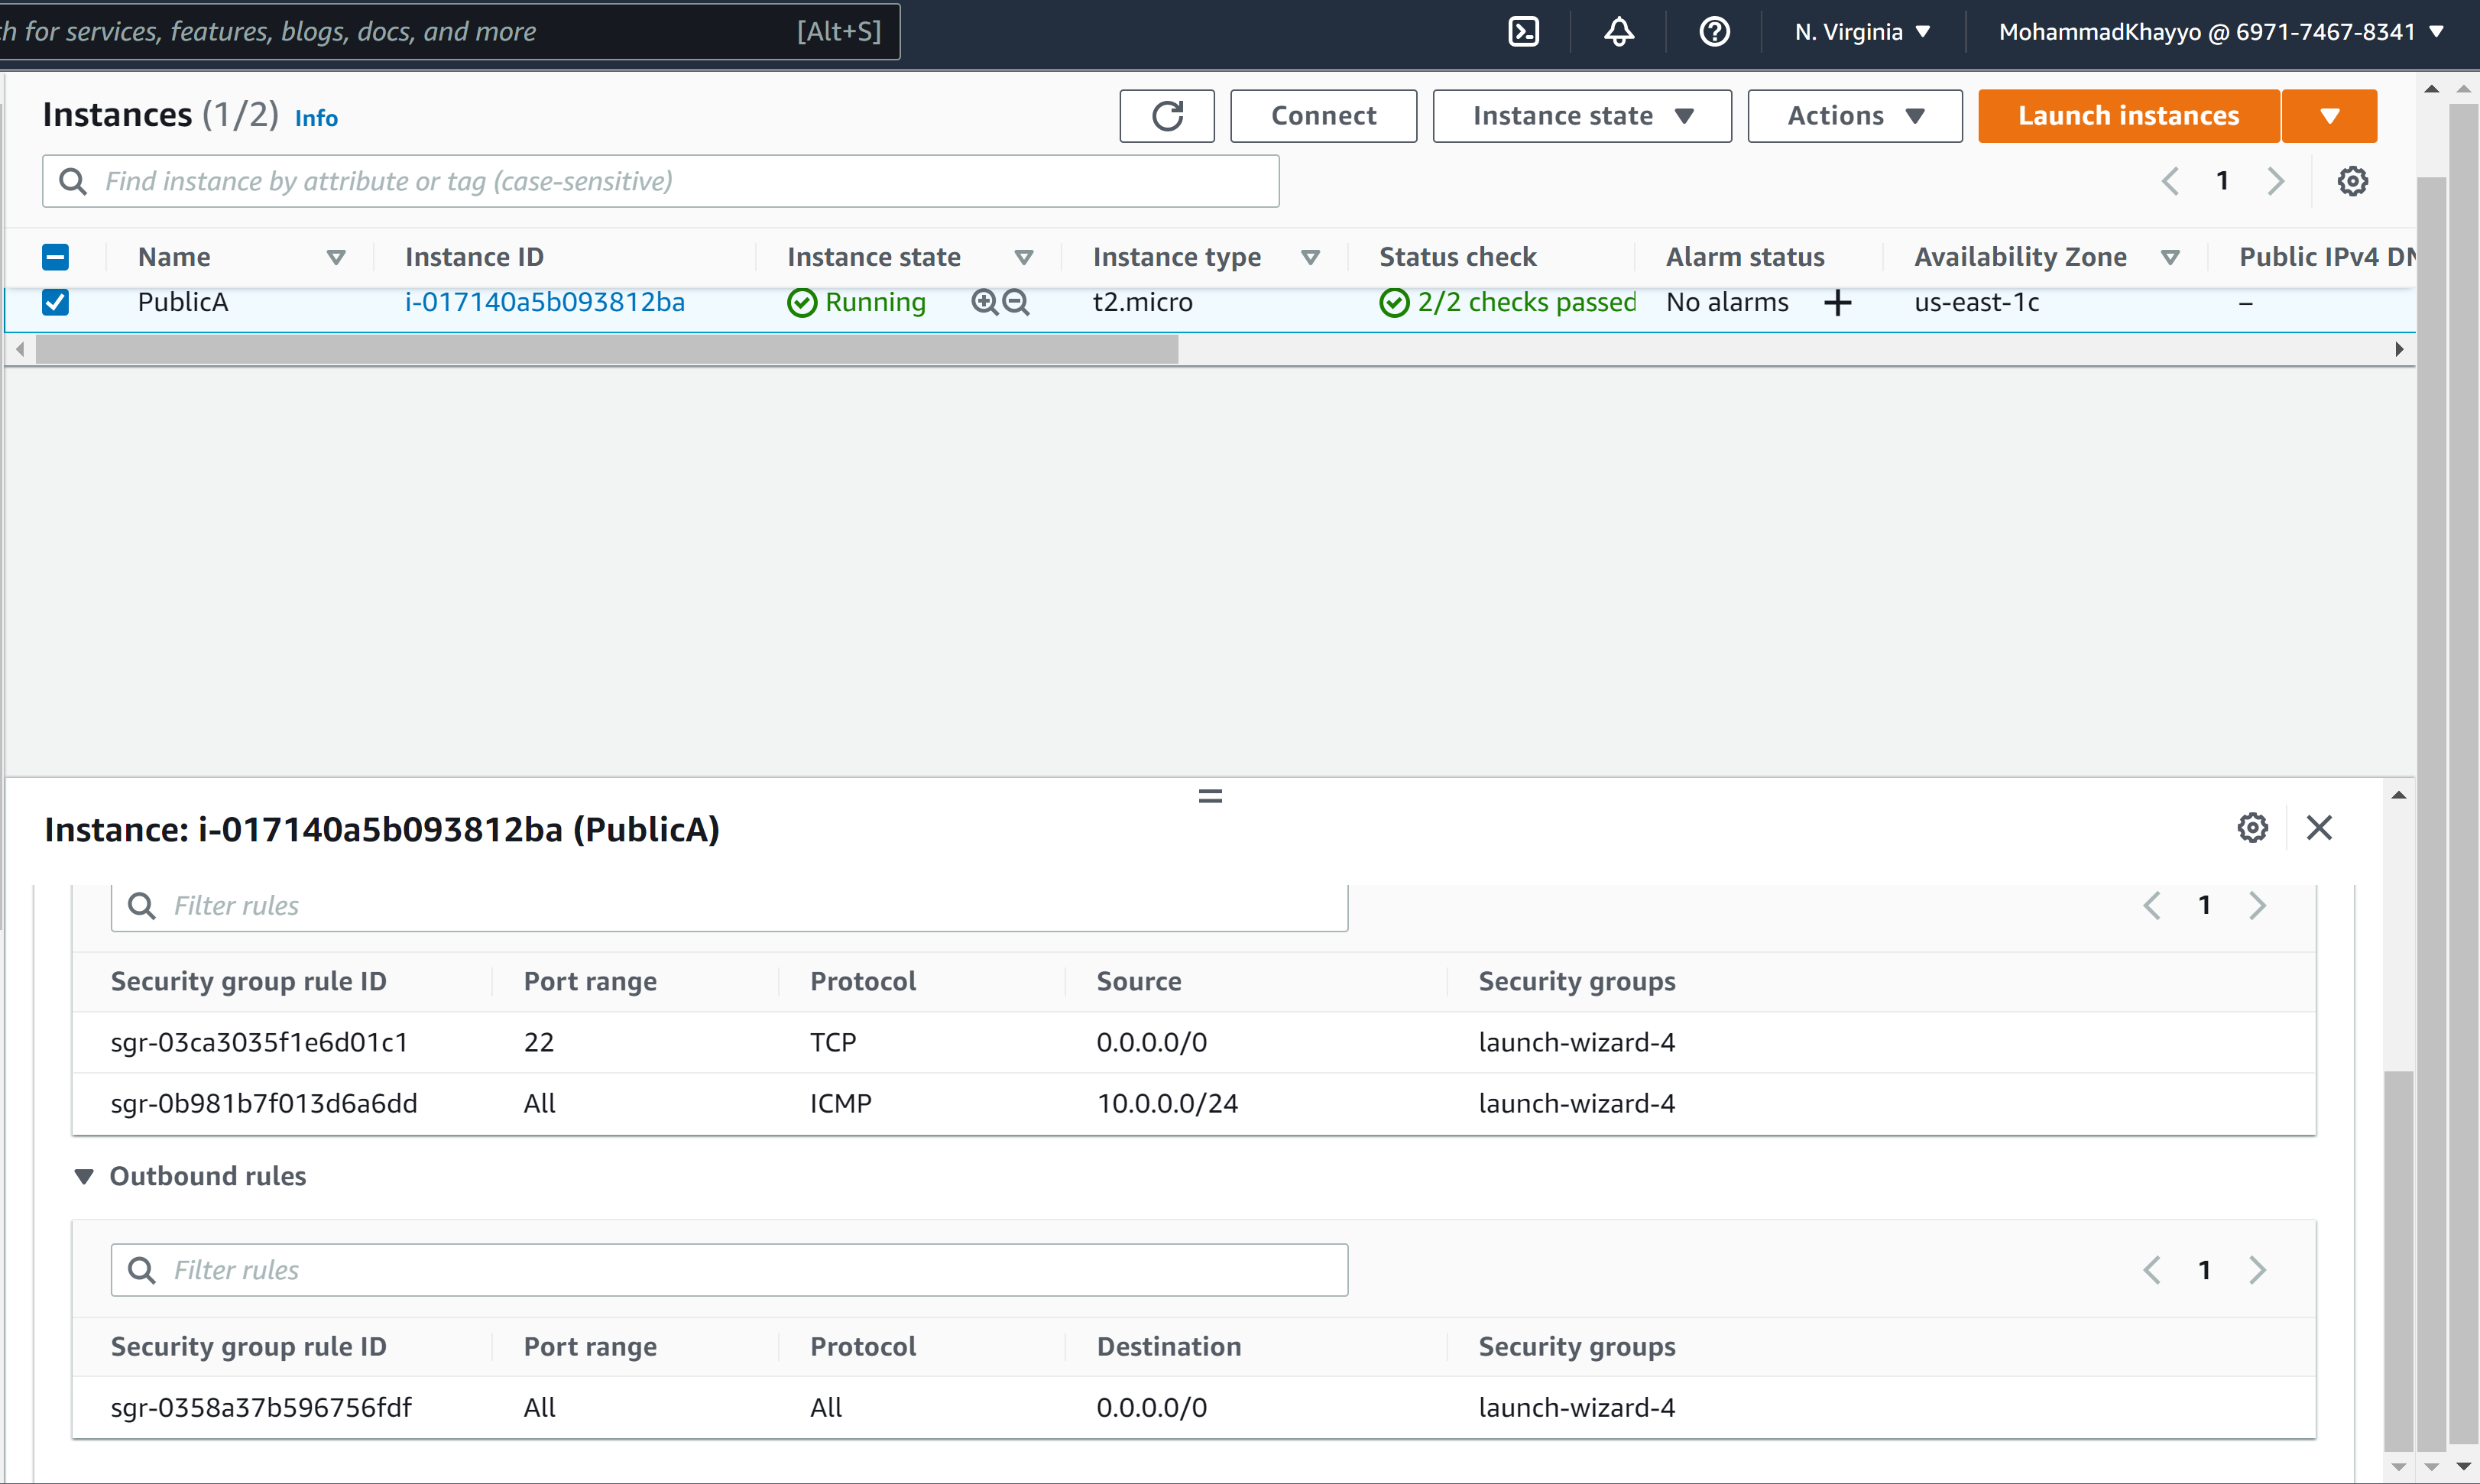 h for services, features, blogs, docs, and more [Alt+S] N. Virginia MohammadKhayyo @ 6971-7467-8341
Instances (1/2) Info Connect Instance state Actions Launch instances
Find instance by attribute or tag (case-sensitive) 1
Name Instance ID Instance state Instance type Status check Alarm status Availability Zone Public IPv4 DN
PublicA i-017140a5b093812ba Running t2.micro 2/2 checks passed No alarms + us-east-1c –
Instance: i-017140a5b093812ba (PublicA)
Filter rules 1
Security group rule ID Port range Protocol Source Security groups
sgr-03ca3035f1e6d01c1 22 TCP 0.0.0.0/0 launch-wizard-4
sgr-0b981b7f013d6a6dd All ICMP 10.0.0.0/24 launch-wizard-4
Outbound rules
Filter rules 1
Security group rule ID Port range Protocol Destination Security groups
sgr-0358a37b596756fdf All All 0.0.0.0/0 launch-wizard-4